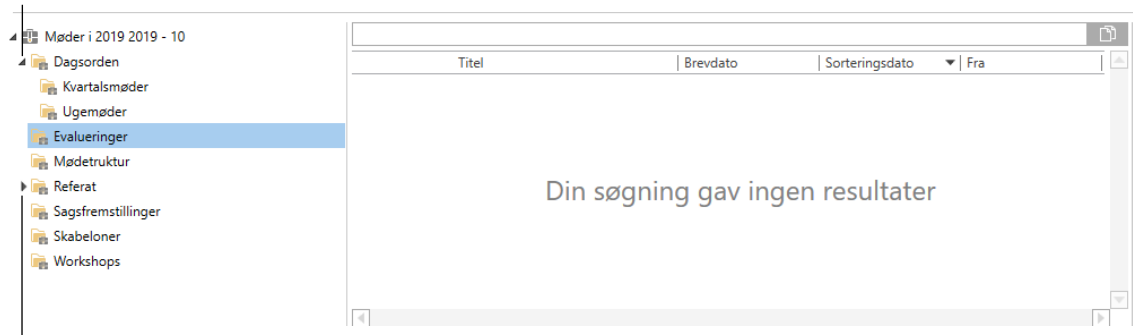 Møder i 2019 2019 - 10
Dagsorden
Kvartalsmøder
Ugemøder
Evalueringer
Mødetruktur
Referat
Sagsfremstillinger
Skabeloner
Workshops
Titel Brevdato Sorteringsdato Fra
Din søgning gav ingen resultater